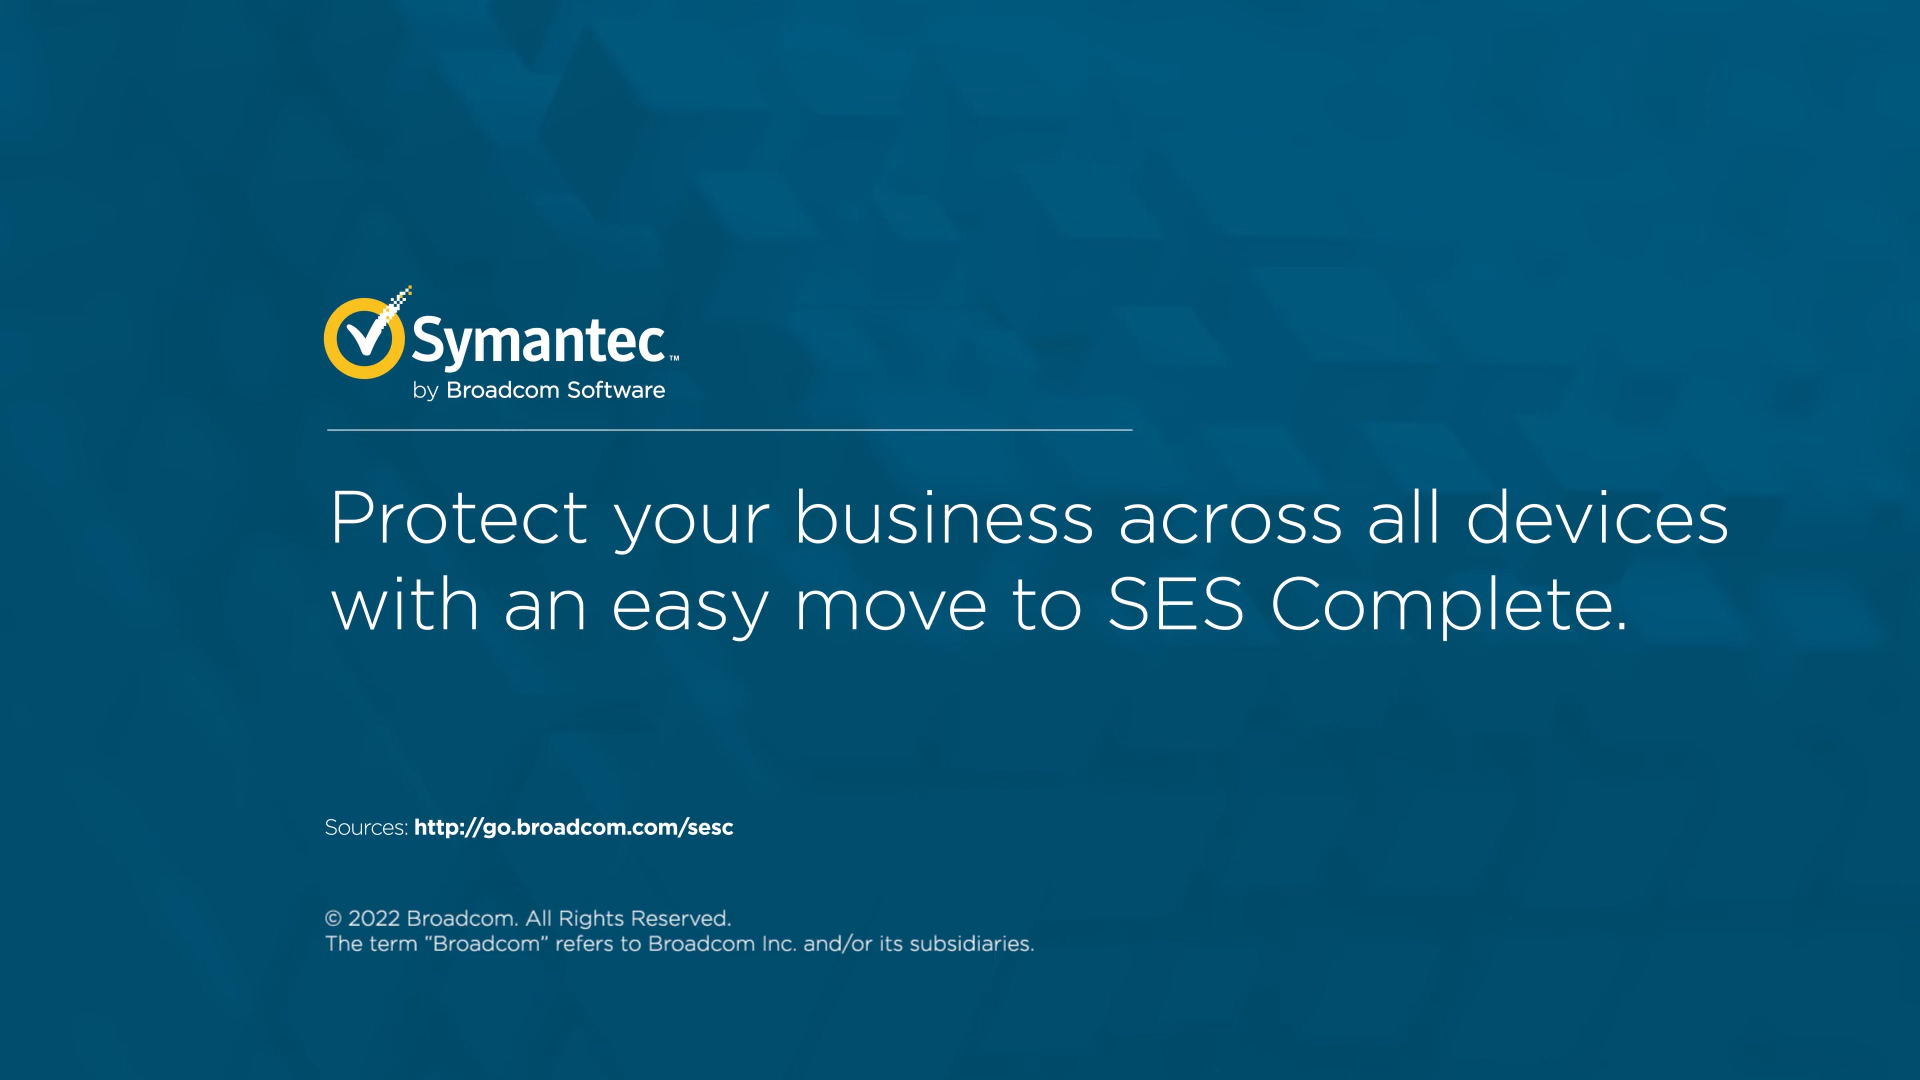 Symantec™
by Broadcom Software
Protect your business across all devices
with an easy move to SES Complete.
Sources: http://go.broadcom.com/sesc
© 2022 Broadcom. All Rights Reserved.
The term “Broadcom” refers to Broadcom Inc. and/or its subsidiaries.